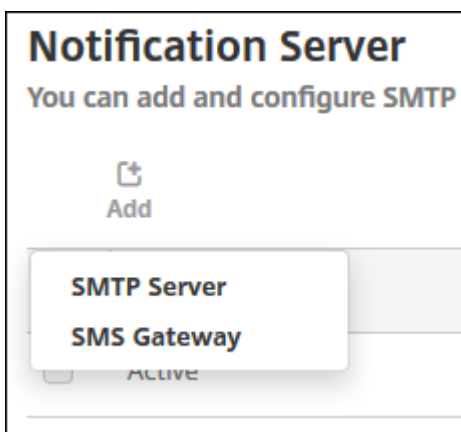 Notification Server
You can add and configure SMTP
Add
SMTP Server
SMS Gateway
Active